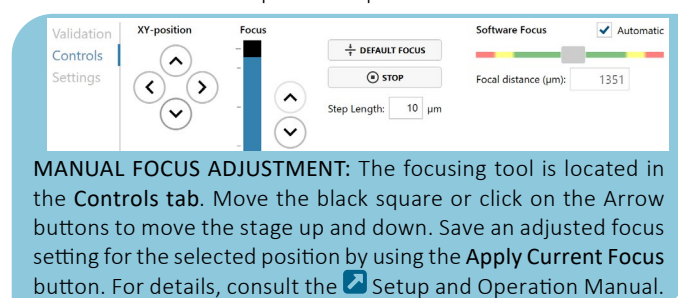 Validation
Controls
Settings
XY-position
Focus
DEFAULT FOCUS
STOP
Step Length: 10 μm
Software Focus
Automatic
Focal distance (μm): 1351
MANUAL FOCUS ADJUSTMENT: The focusing tool is located in
the Controls tab. Move the black square or click on the Arrow
buttons to move the stage up and down. Save an adjusted focus
setting for the selected position by using the Apply Current Focus
button. For details, consult the Setup and Operation Manual.